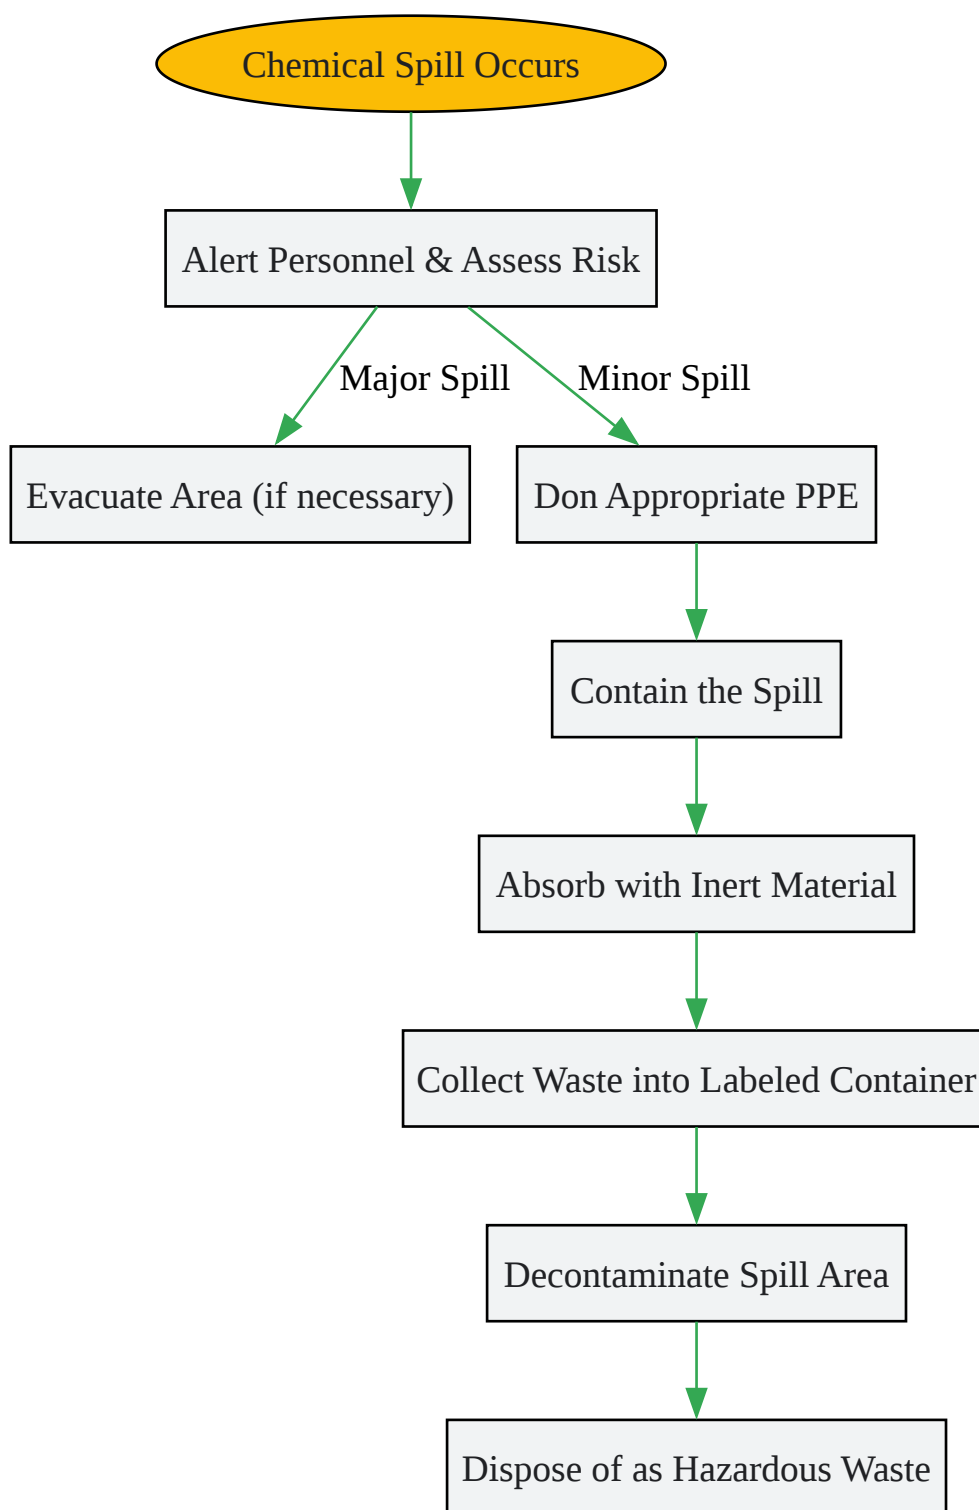 Chemical Spill Occurs
Alert Personnel & Assess Risk
Major Spill
Minor Spill
Evacuate Area (if necessary)
Don Appropriate PPE
Contain the Spill
Absorb with Inert Material
Collect Waste into Labeled Container
Decontaminate Spill Area
Dispose of as Hazardous Waste